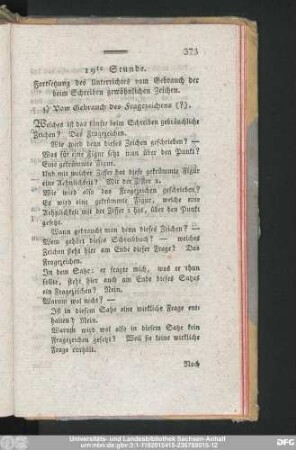 373
19te Stunde.
Fortsetzung des Unterrichtes vom Gebrauch der
beim Schreiben gewöhnlichen Zeichen.
5) Vom Gebrauch des Fragezeichens (?).
Welches ist das fünfte beim Schreiben gebräuchliche
Zeichen? Das Fragezeichen.
Wie wird denn dieses Zeichen geschrieben? —
Was für eine Figur setzt man über den Punkt?
Eine gekrümmte Figur.
Und mit welcher Ziffer hat diese gekrümmte Figur
eine Aehnlichkeit? Mit der Ziffer 2.
Wie wird also das Fragezeichen geschrieben?
Es wird eine gekrümmte Figur, welche eine
Aehnlichkeit mit der Ziffer 2 hat, über den Punkt
gesetzt.
Wann gebraucht man denn dieses Zeichen? —
Wem gehört dieses Schreibbuch? — welches
Zeichen steht hier am Ende dieser Frage? Das
Fragezeichen.
In dem Satze: er fragte mich, was er thun
sollte, steht hier auch am Ende dieses Satzes
ein Fragezeichen? Nein.
Warum wol nicht? —
Ist in diesem Satze eine wirkliche Frage ent-
halten? Nein.
Warum wird wol also in diesem Satze kein
Fragezeichen gesetzt? Weil er keine wirkliche
Frage enthält.
Noch
Universitäts- und Landesbibliothek Sachsen-Anhalt
DFG